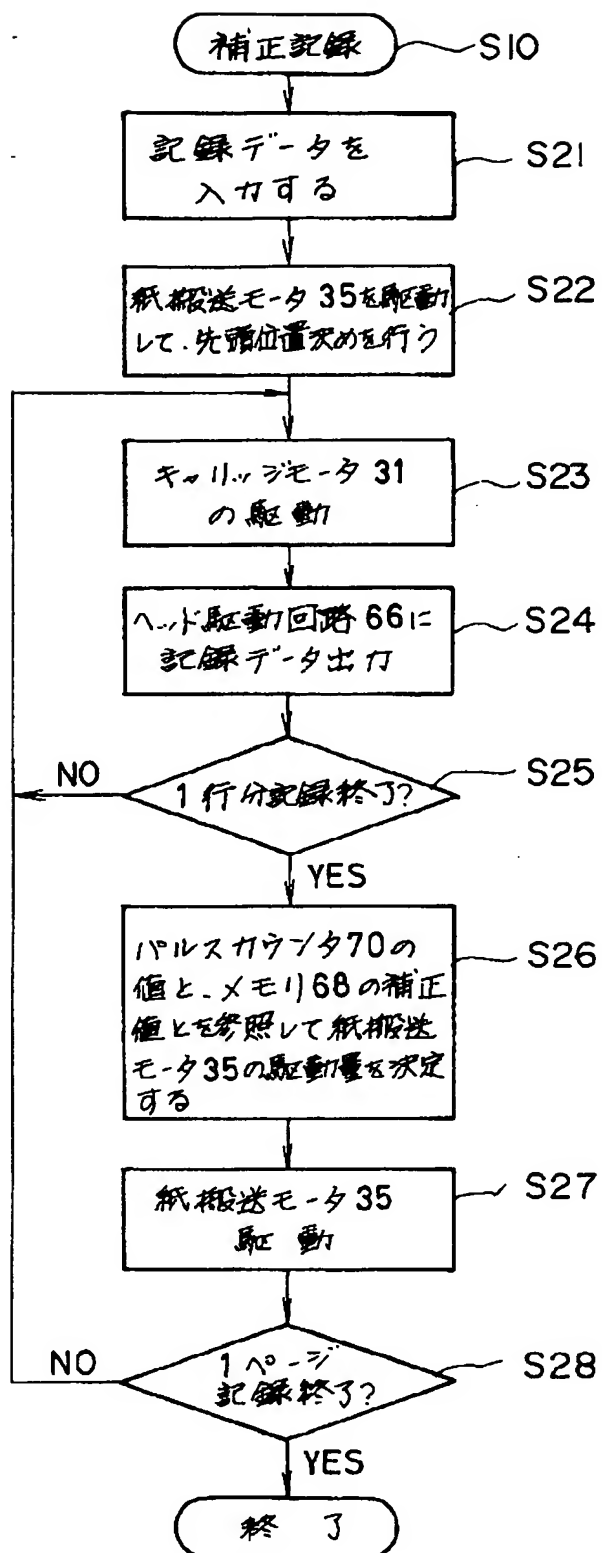 補正記録
S10
記録データを
入力する
S21
紙搬送モータ35を駆動
して、先頭位置決めを行う
S22
キャリッジモータ31
の駆動
S23
ヘッド駆動回路66に
記録データ出力
S24
1行分記録終了?
S25
NO
YES
パルスカウンタ70の
値と、メモリ68の補正
値とを参照して紙搬送
モータ35の駆動量を決定
する
S26
紙搬送モータ35
駆動
S27
1ページ
記録終了?
S28
NO
YES
終了